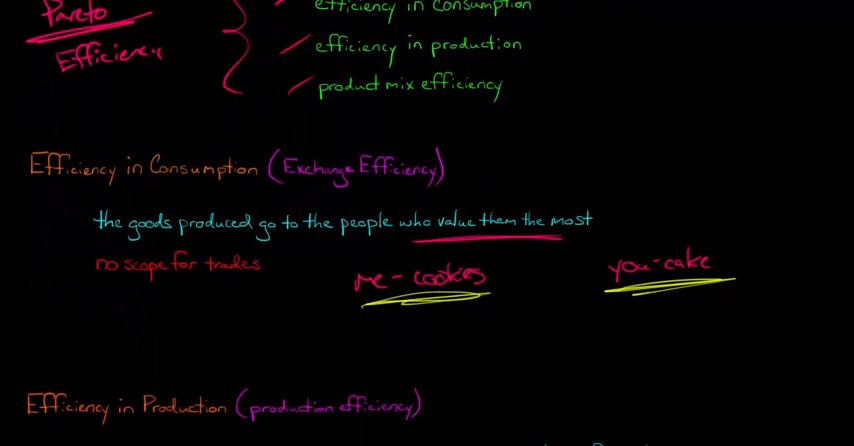 efficiency in consumption
Pareto
Efficiency
efficiency in production
product mix efficiency
Efficiency in Consumption (Exchange Efficiency)
the goods produced go to the people who value them the most
no scope for trades
me - cookies
you - cake
Efficiency in Production (production efficiency)